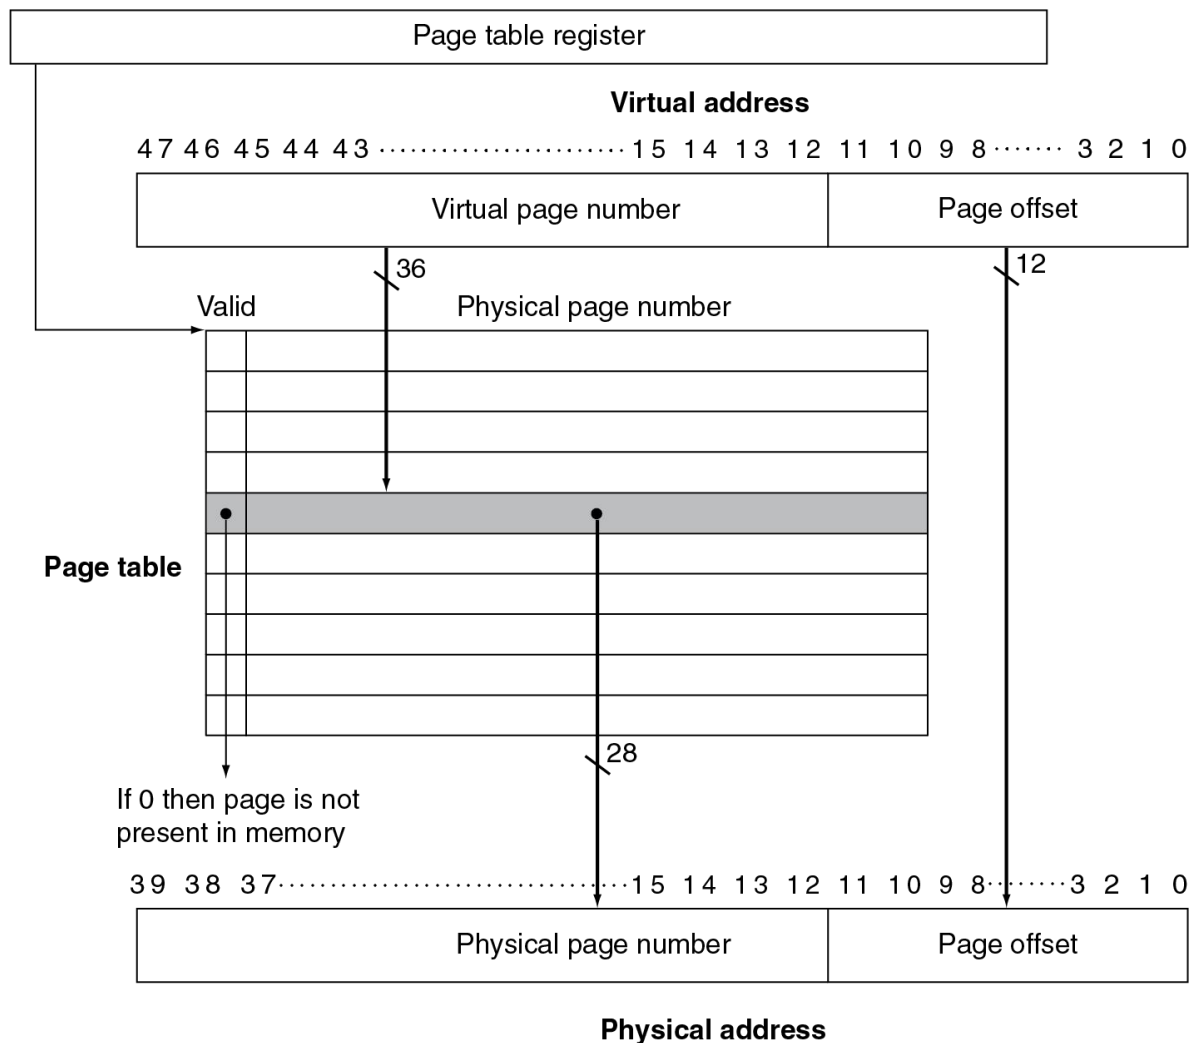 Page table register
Virtual address
47 46 45 44 43 ........................ 15 14 13 12 11 10 9 8 ....... 3 2 1 0
Virtual page number Page offset
36 12
Valid Physical page number
Page table
28
If 0 then page is not
present in memory
39 38 37 ................................... 15 14 13 12 11 10 9 8 ........ 3 2 1 0
Physical page number Page offset
Physical address